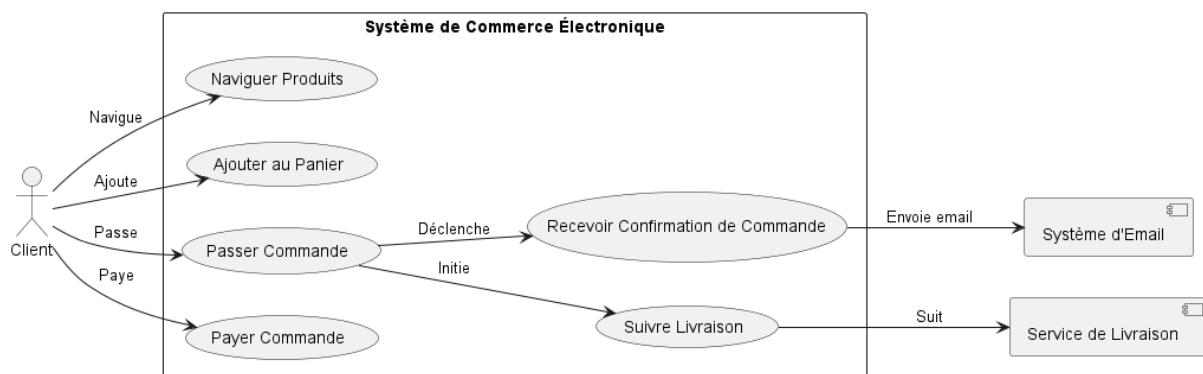 Système de Commerce Électronique
Naviguer Produits
Navigue
Ajouter au Panier
Ajoute
Client
Passe
Passer Commande
Déclenche
Recevoir Confirmation de Commande
Envoie email
Système d'Email
Initie
Paye
Payer Commande
Suivre Livraison
Suit
Service de Livraison